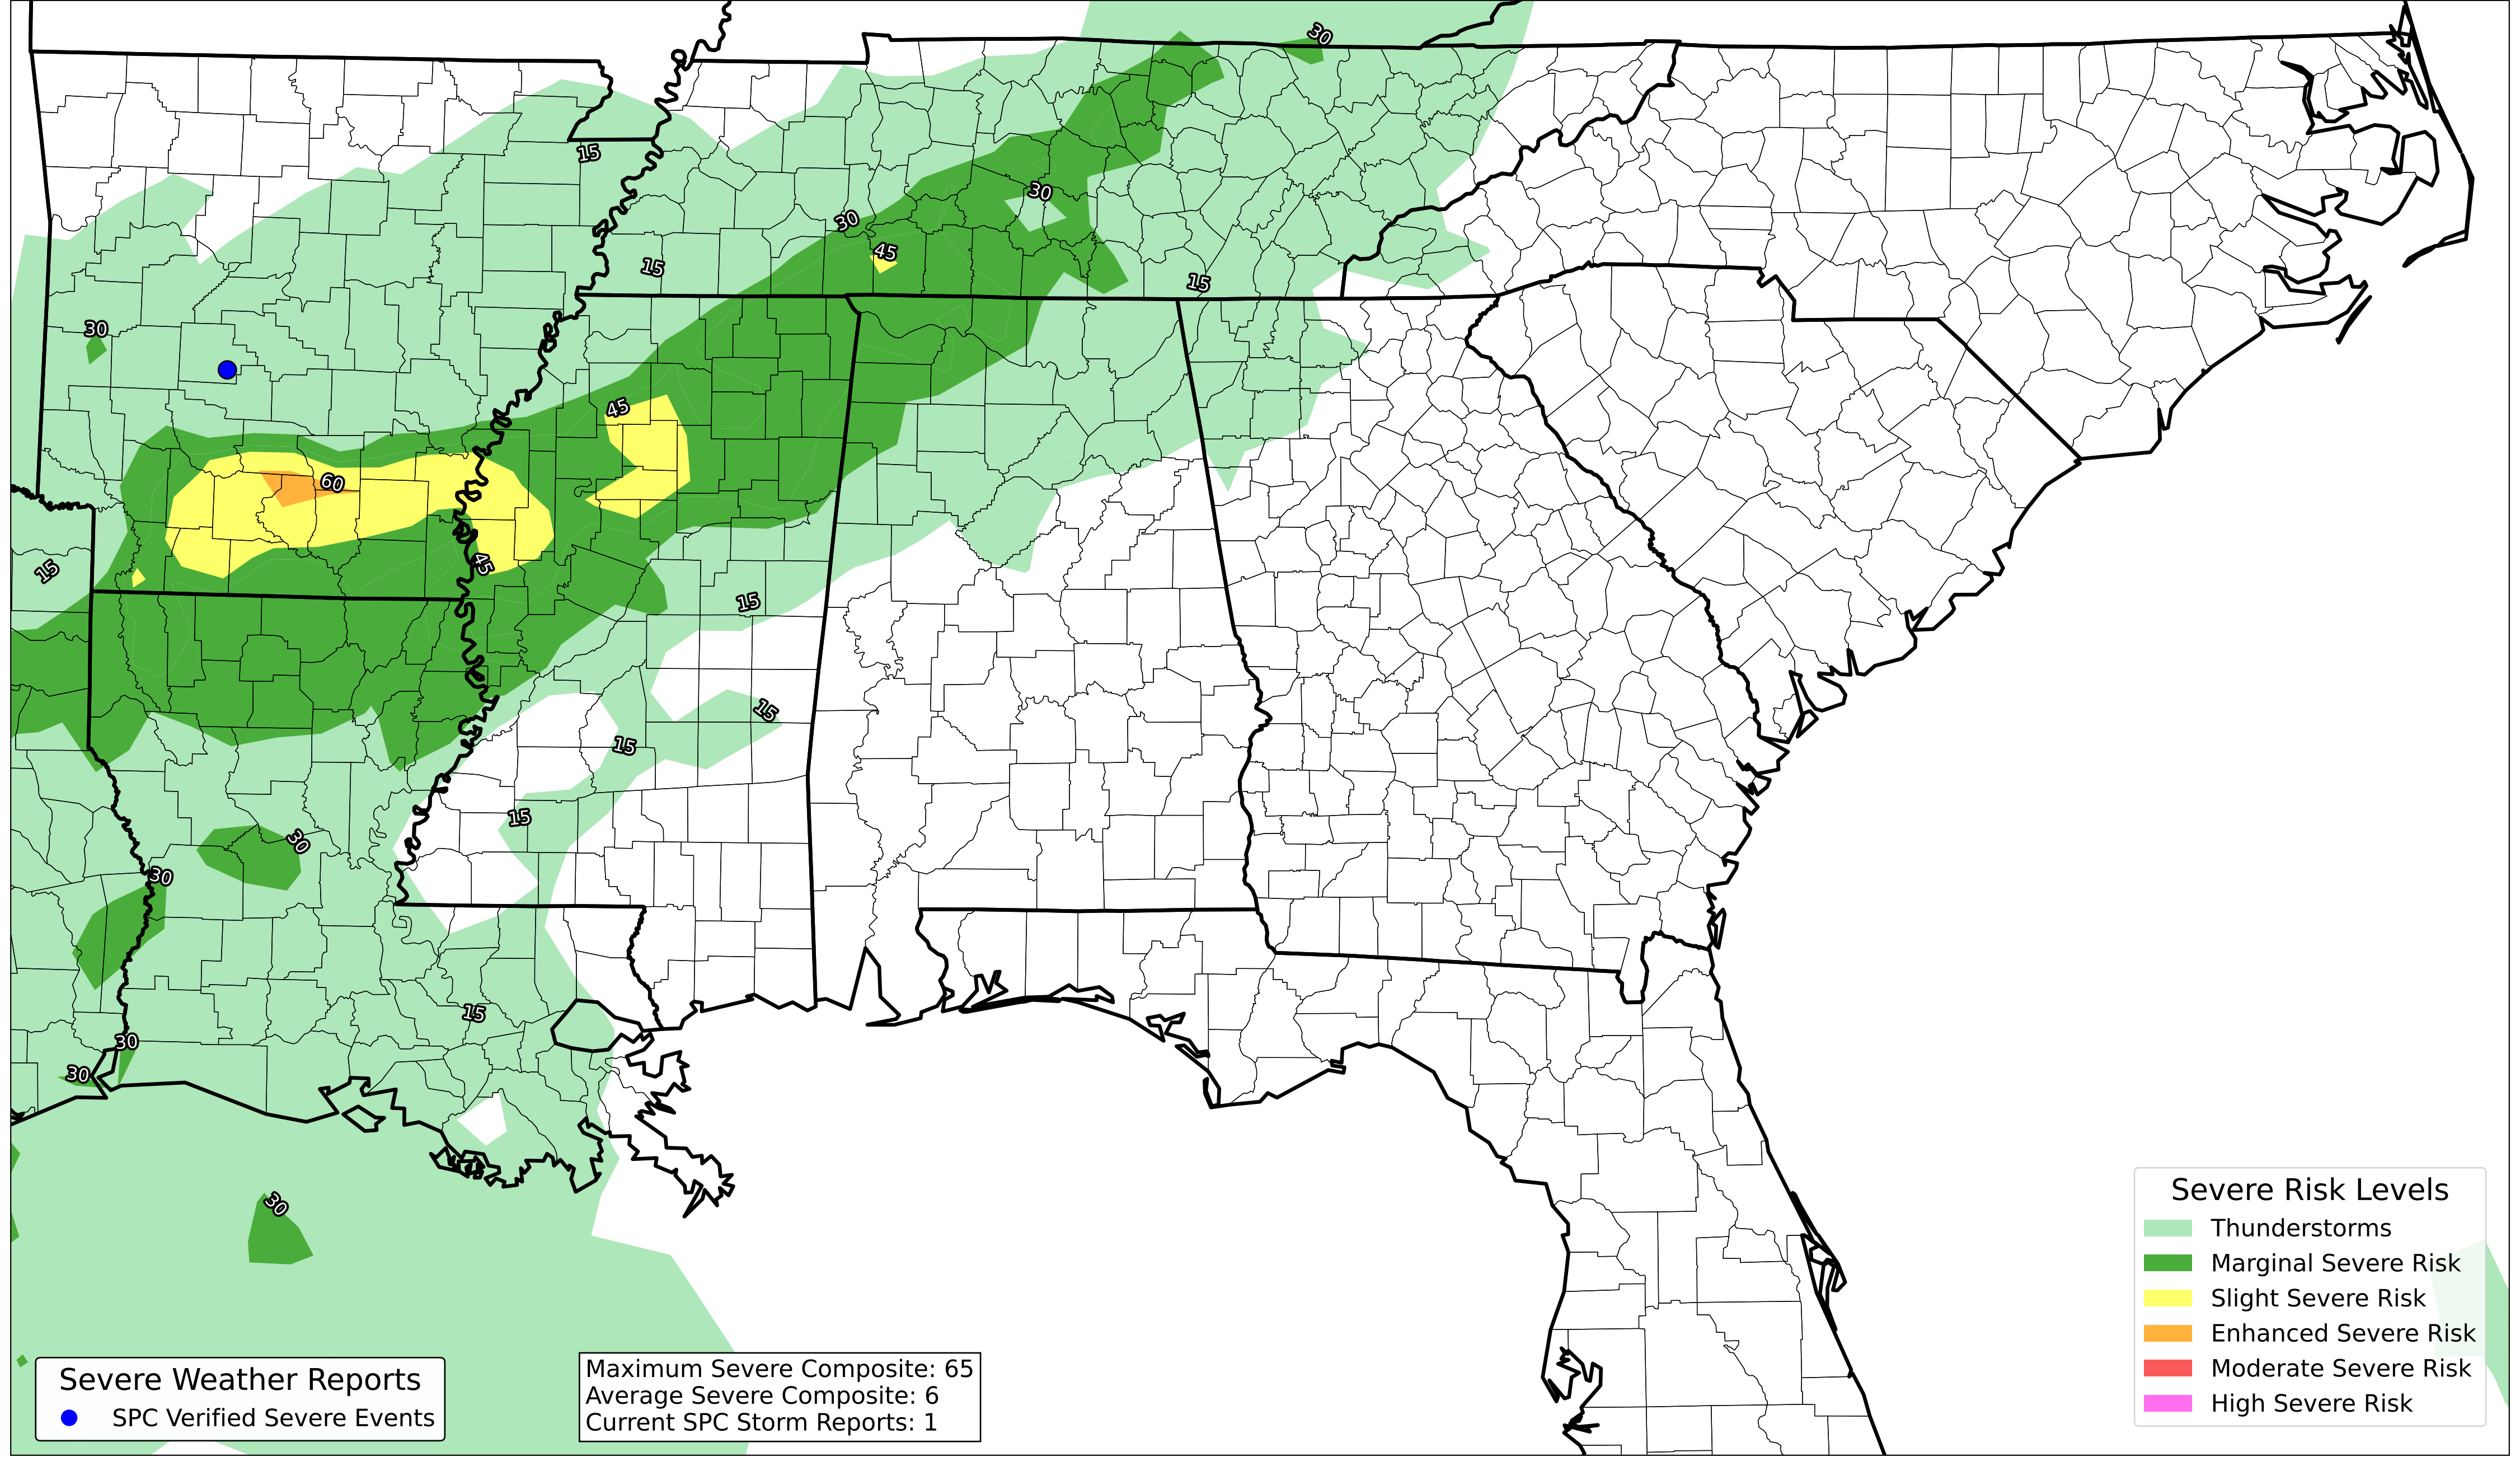 30
15
30
30
45
15
15
30
45
60
45
15
15
15
15
15
30
30
15
30
30
30
Severe Risk Levels
Thunderstorms
Marginal Severe Risk
Slight Severe Risk
Enhanced Severe Risk
Moderate Severe Risk
High Severe Risk
Severe Weather Reports
SPC Verified Severe Events
Maximum Severe Composite: 65
Average Severe Composite: 6
Current SPC Storm Reports: 1